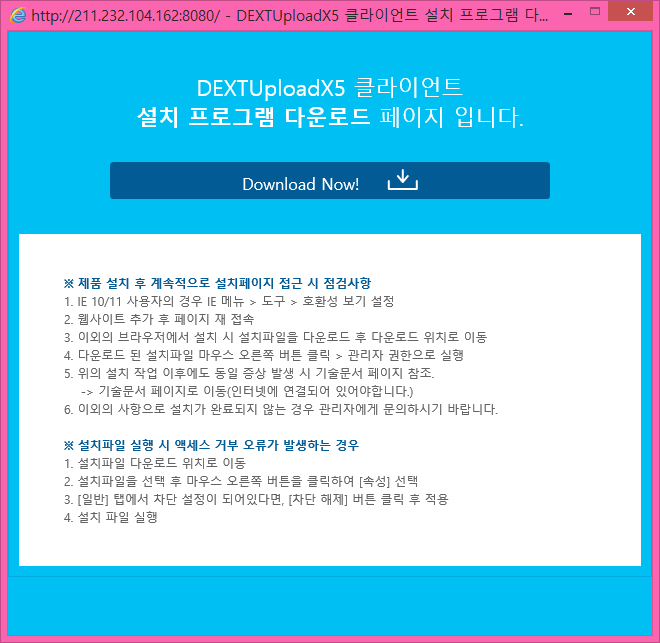 http://211.232.104.162:8080/ - DEXTUploadX5 클라이언트 설치 프로그램 다...
DEXTUploadX5 클라이언트
설치 프로그램 다운로드 페이지 입니다.
Download Now!
※ 제품 설치 후 계속적으로 설치페이지 접근 시 점검사항
1. IE 10/11 사용자의 경우 IE 메뉴 > 도구 > 호환성 보기 설정
2. 웹사이트 추가 후 페이지 재 접속
3. 이외의 브라우저에서 설치 시 설치파일을 다운로드 후 다운로드 위치로 이동
4. 다운로드 된 설치파일 마우스 오른쪽 버튼 클릭 > 관리자 권한으로 실행
5. 위의 설치 작업 이후에도 동일 증상 발생 시 기술문서 페이지 참조.
-> 기술문서 페이지로 이동(인터넷에 연결되어 있어야합니다.)
6. 이외의 사항으로 설치가 완료되지 않는 경우 관리자에게 문의하시기 바랍니다.
※ 설치파일 실행 시 액세스 거부 오류가 발생하는 경우
1. 설치파일 다운로드 위치로 이동
2. 설치파일을 선택 후 마우스 오른쪽 버튼을 클릭하여 [속성] 선택
3. [일반] 탭에서 차단 설정이 되어있다면, [차단 해제] 버튼 클릭 후 적용
4. 설치 파일 실행